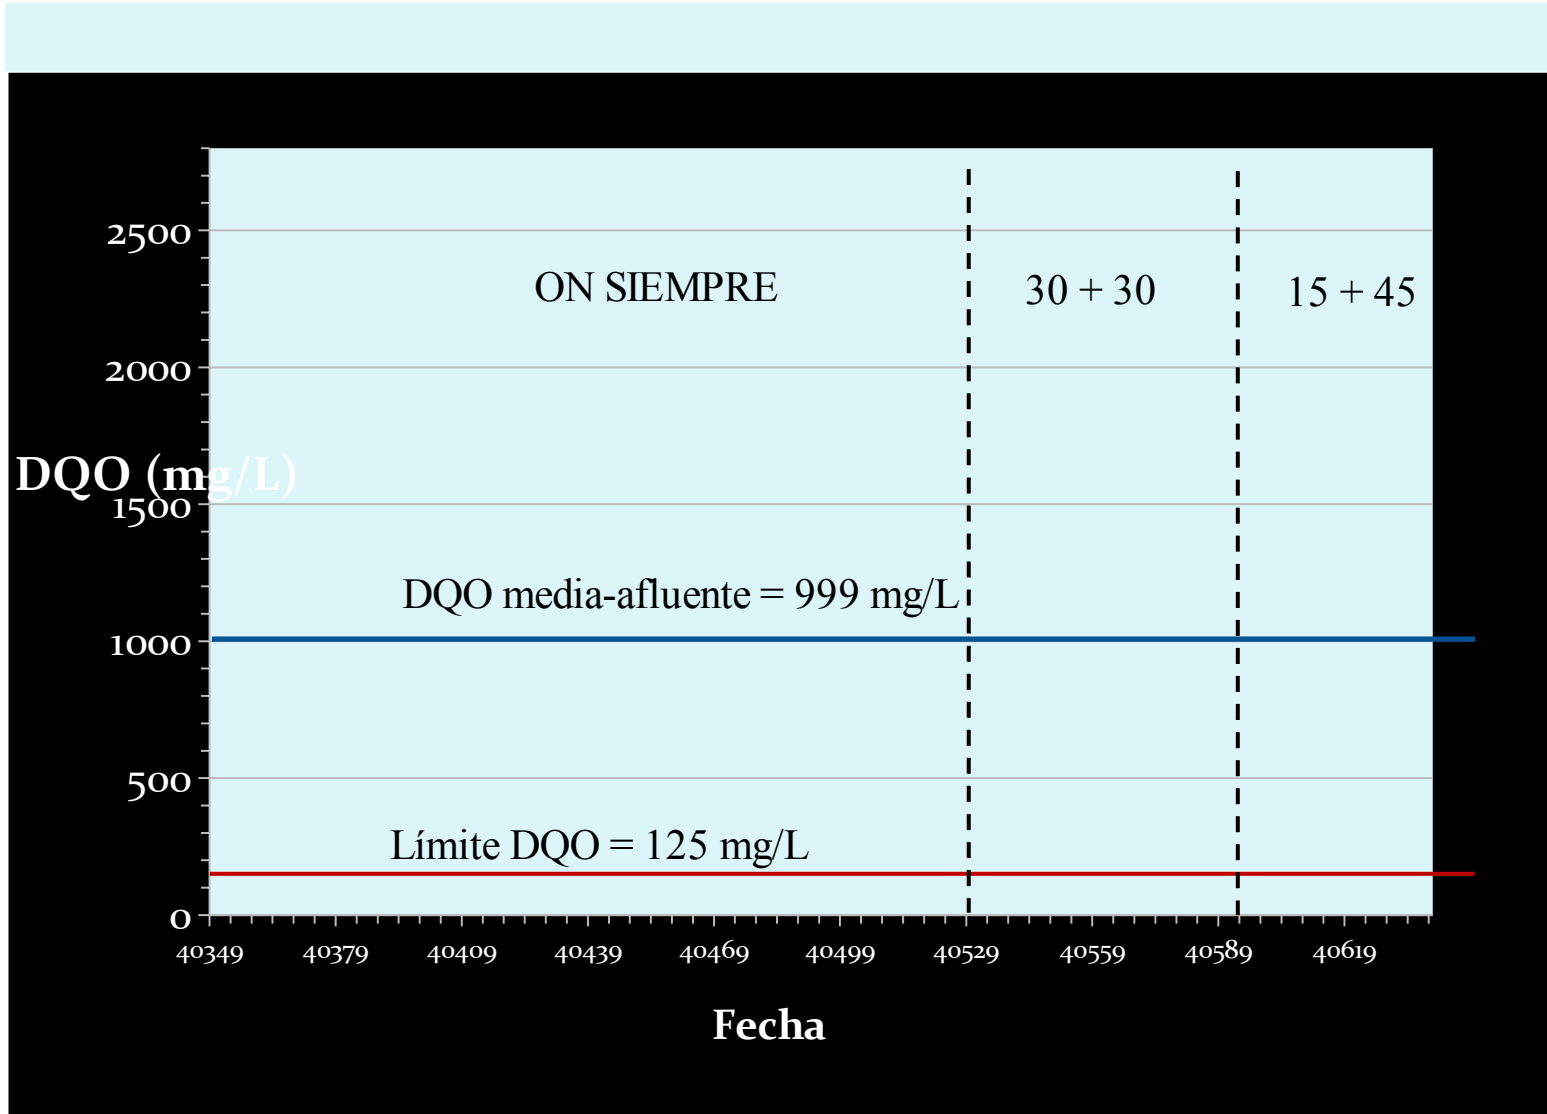 2500
ON SIEMPRE
30 + 30
15 + 45
2000
DQO (mg/L)
1500
DQO media-afluente = 999 mg/L
1000
500
Límite DQO = 125 mg/L
0
40349 40379 40409 40439 40469 40499 40529 40559 40589 40619
Fecha